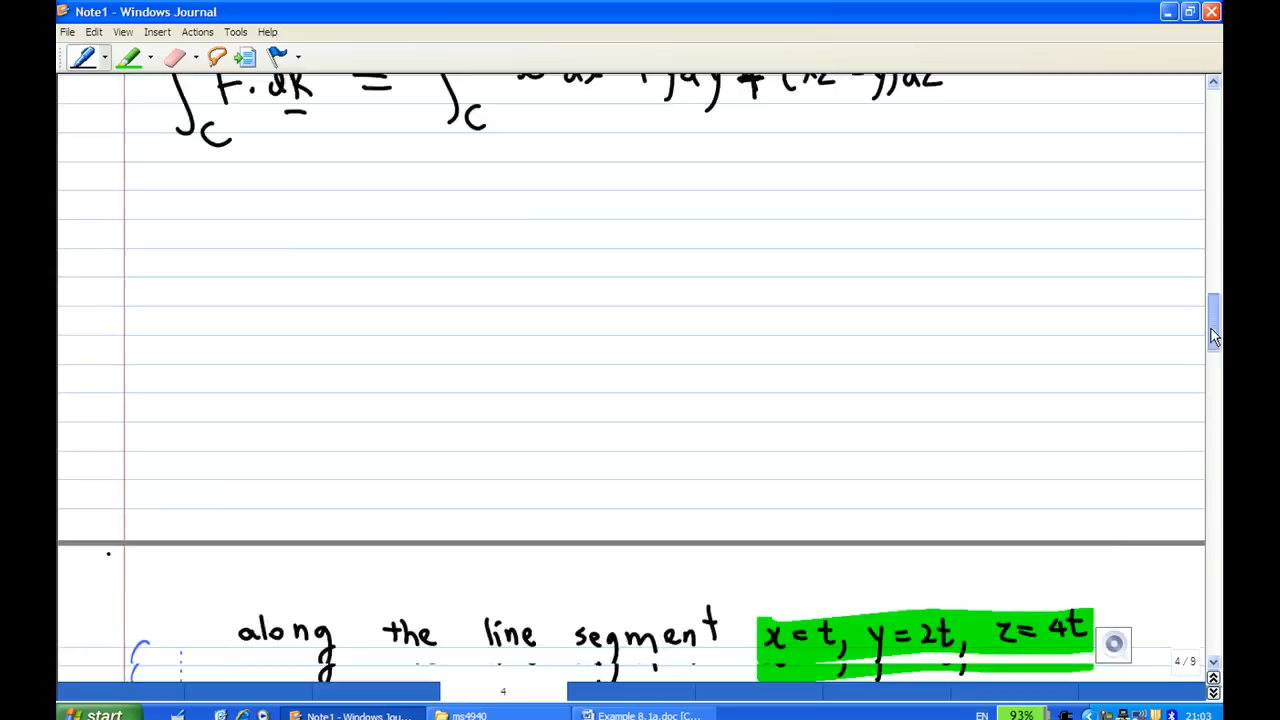 Note1 - Windows Journal
File Edit View Insert Actions Tools Help
∫C F · dR = ∫C
along the line segment x = t, y = 2t, z = 4t
4 / 9
4
start Note1 - Windows Jou... ms4940 Example 8.1a.doc [C... EN 93% 21:03